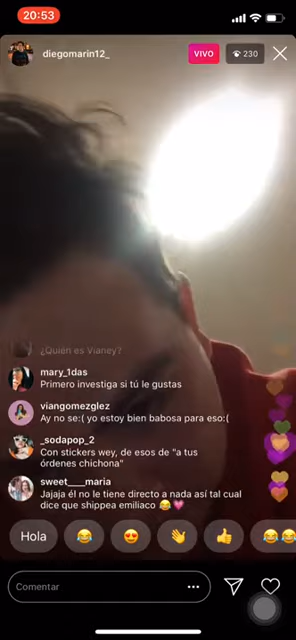 20:53
diegomarin12_
VIVO
230
¿Quién es Vianey?
mary_1das
Primero investiga si tú le gustas
viangomezglez
Ay no se:( yo estoy bien babosa para eso:(
_sodapop_2
Con stickers wey, de esos de "a tus
órdenes chichona"
sweet____maria
Jajaja él no le tiene directo a nada así tal cual
dice que shippea emiliaco 😂💗
Hola 😂 😍 👋 👍 😂😂
Comentar